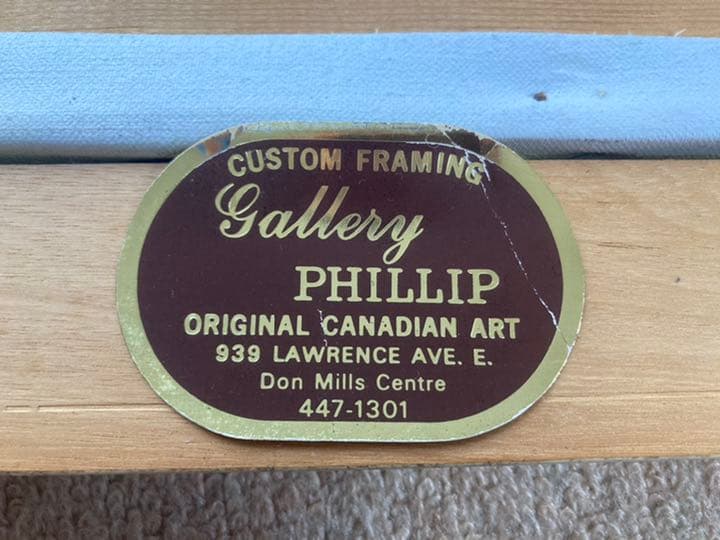 CUSTOM FRAMING
Gallery
PHILLIP
ORIGINAL CANADIAN ART
939 LAWRENCE AVE. E.
Don Mills Centre
447-1301